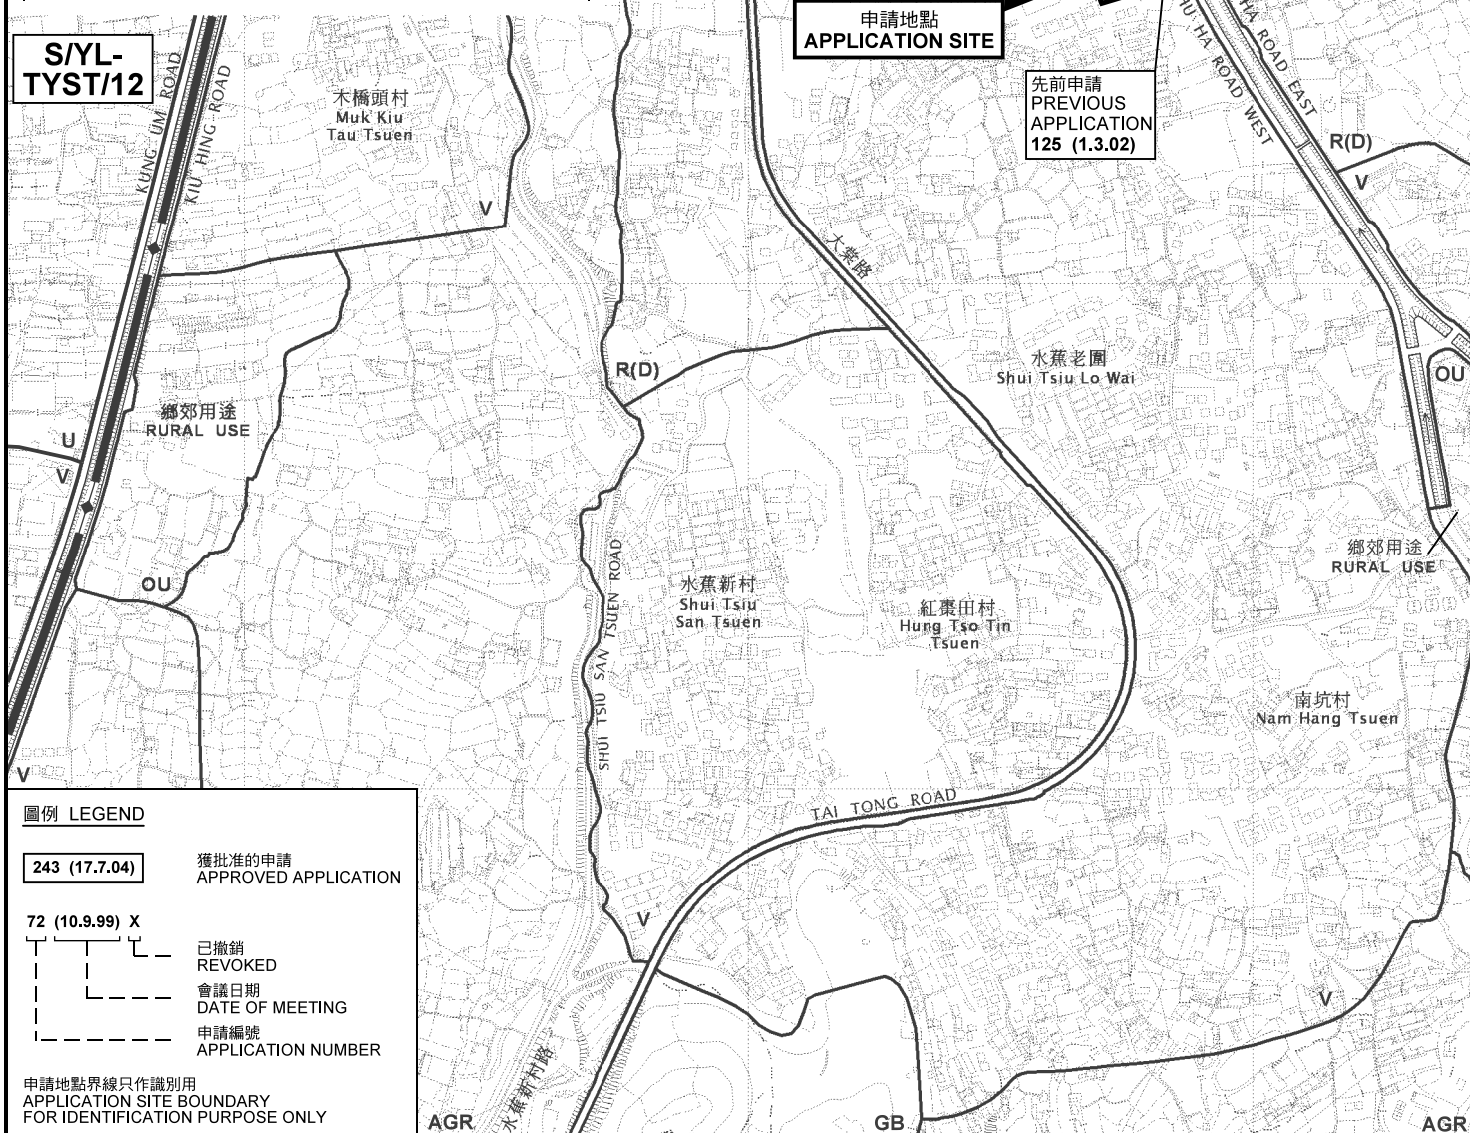 S/YL-
TYST/12
申請地點
APPLICATION SITE
先前申請
PREVIOUS
APPLICATION
125 (1.3.02)
KUNG UM ROAD
KIU HING ROAD
木橋頭村
Muk Kiu
Tau Tsuen
HA ROAD EAST
HUI HA ROAD WEST
R(D)
V
V
大棠路
水蕉老圍
Shui Tsiu Lo Wai
R(D)
OU
鄉郊用途
RURAL USE
U
V
OU
SHUI TSIU SAN TSUEN ROAD
水蕉新村
Shui Tsiu
San Tsuen
紅棗田村
Hung Tso Tin
Tsuen
鄉郊用途
RURAL USE
南坑村
Nam Hang Tsuen
V
TAI TONG ROAD
圖例 LEGEND
243 (17.7.04)
獲批准的申請
APPROVED APPLICATION
72 (10.9.99) X
已撤銷
REVOKED
會議日期
DATE OF MEETING
申請編號
APPLICATION NUMBER
申請地點界線只作識別用
APPLICATION SITE BOUNDARY
FOR IDENTIFICATION PURPOSE ONLY
V
V
水蕉新村路
AGR
GB
AGR